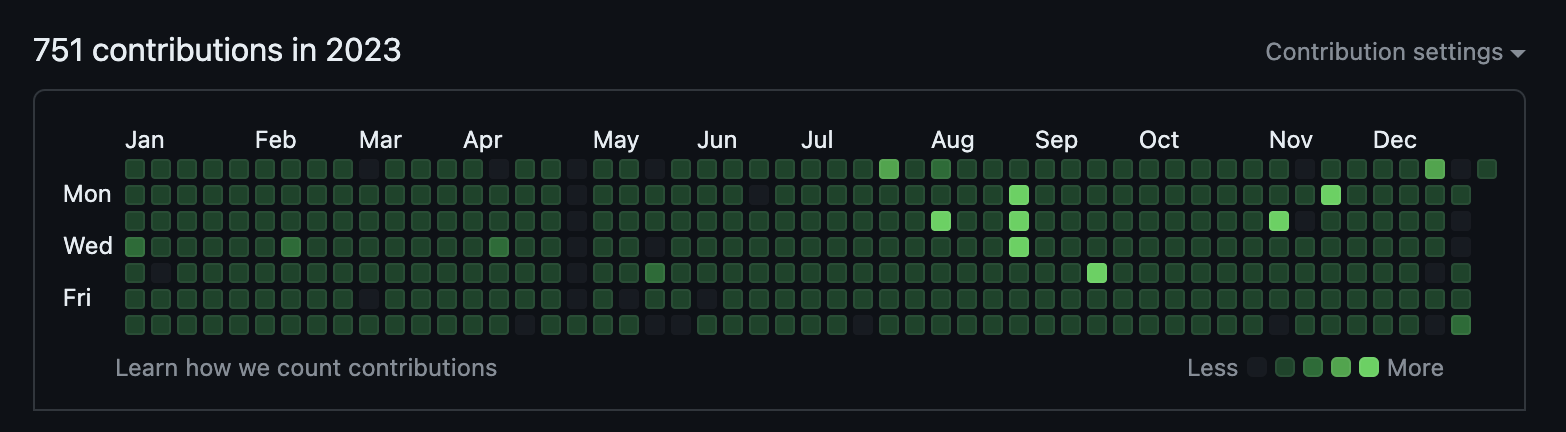 751 contributions in 2023
Contribution settings
Jan Feb Mar Apr May Jun Jul Aug Sep Oct Nov Dec
Mon
Wed
Fri
Learn how we count contributions
Less More